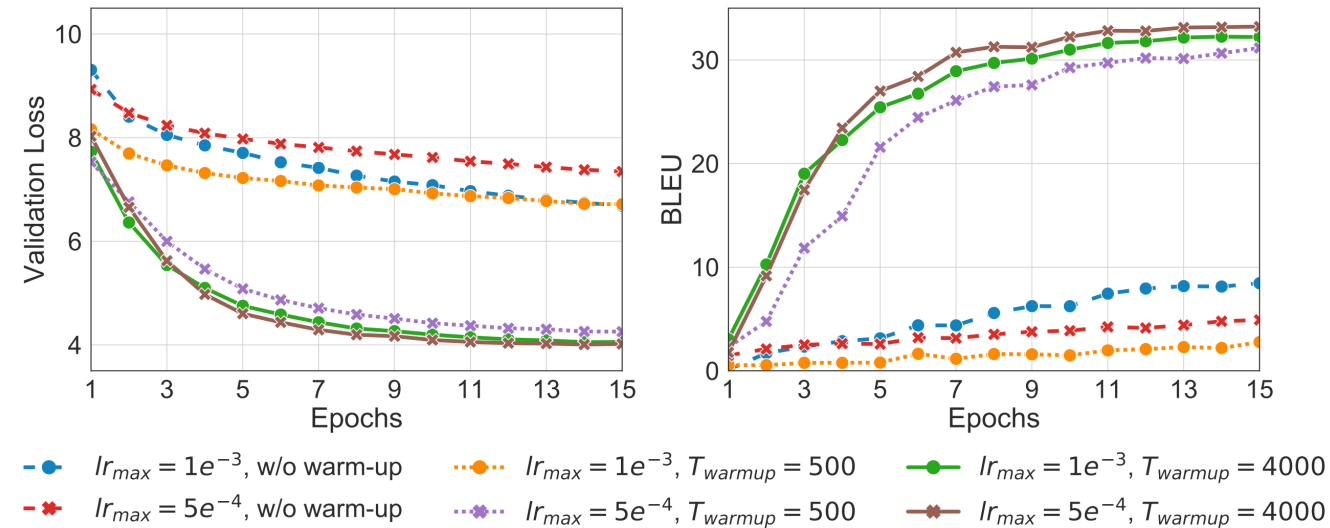 10
8
6
4
Validation Loss
1 3 5 7 9 11 13 15
Epochs
30
20
10
0
BLEU
1 3 5 7 9 11 13 15
Epochs
lr_max = 1e^−3, w/o warm-up
lr_max = 5e^−4, w/o warm-up
lr_max = 1e^−3, T_warmup = 500
lr_max = 5e^−4, T_warmup = 500
lr_max = 1e^−3, T_warmup = 4000
lr_max = 5e^−4, T_warmup = 4000